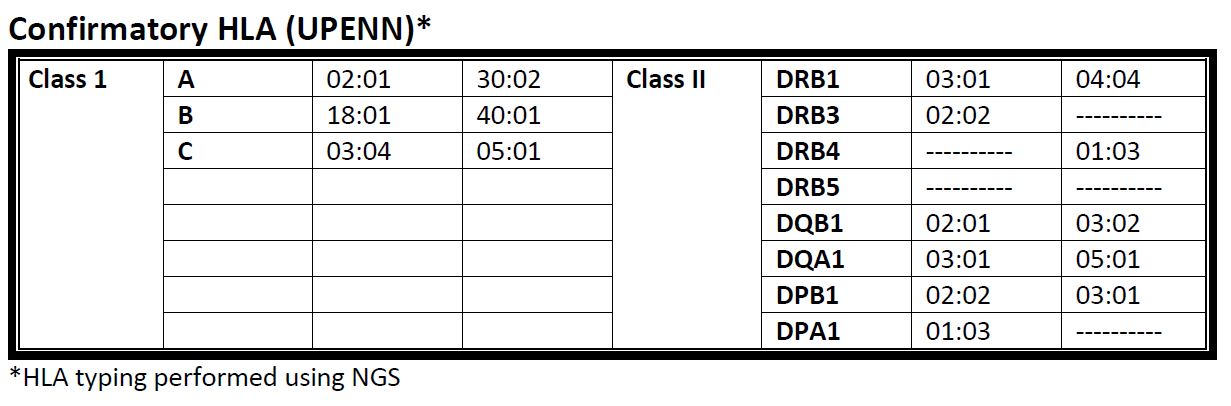 Confirmatory HLA (UPENN)*
Class 1 A 02:01 30:02 Class II DRB1 03:01 04:04
B 18:01 40:01 DRB3 02:02 ----------
C 03:04 05:01 DRB4 ---------- 01:03
DRB5 ---------- ----------
DQB1 02:01 03:02
DQA1 03:01 05:01
DPB1 02:02 03:01
DPA1 01:03 ----------
*HLA typing performed using NGS